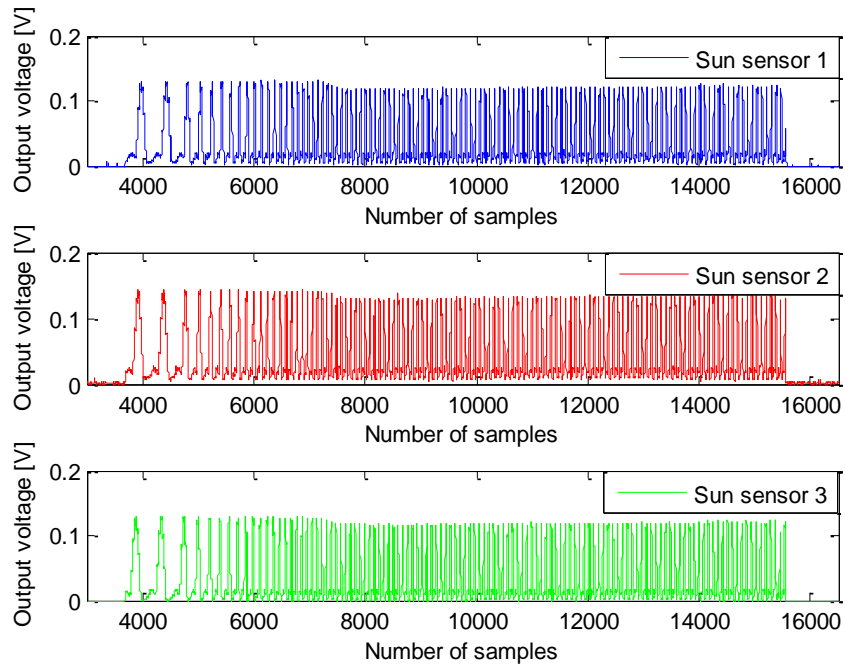 Output voltage [V]
0.2
0.1
0
Sun sensor 1
4000 6000 8000 10000 12000 14000 16000
Number of samples
Output voltage [V]
0.2
0.1
0
Sun sensor 2
4000 6000 8000 10000 12000 14000 16000
Number of samples
Output voltage [V]
0.2
0.1
0
Sun sensor 3
4000 6000 8000 10000 12000 14000 16000
Number of samples